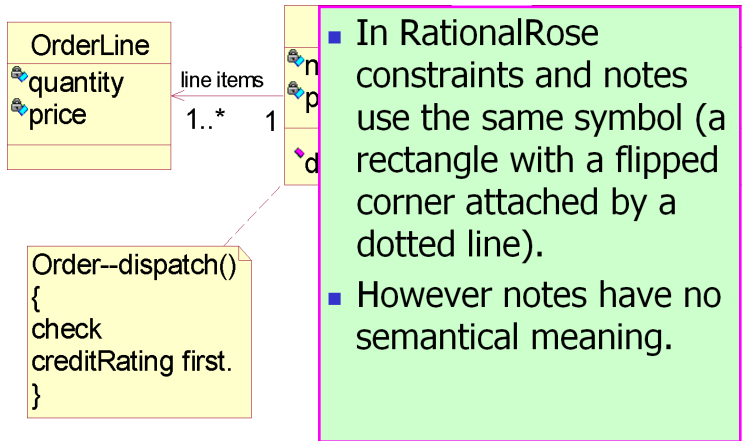 OrderLine
quantity
price
line items
1..*
1
Order--dispatch()
{
check
creditRating first.
}
In RationalRose
constraints and notes
use the same symbol (a
rectangle with a flipped
corner attached by a
dotted line).
However notes have no
semantical meaning.